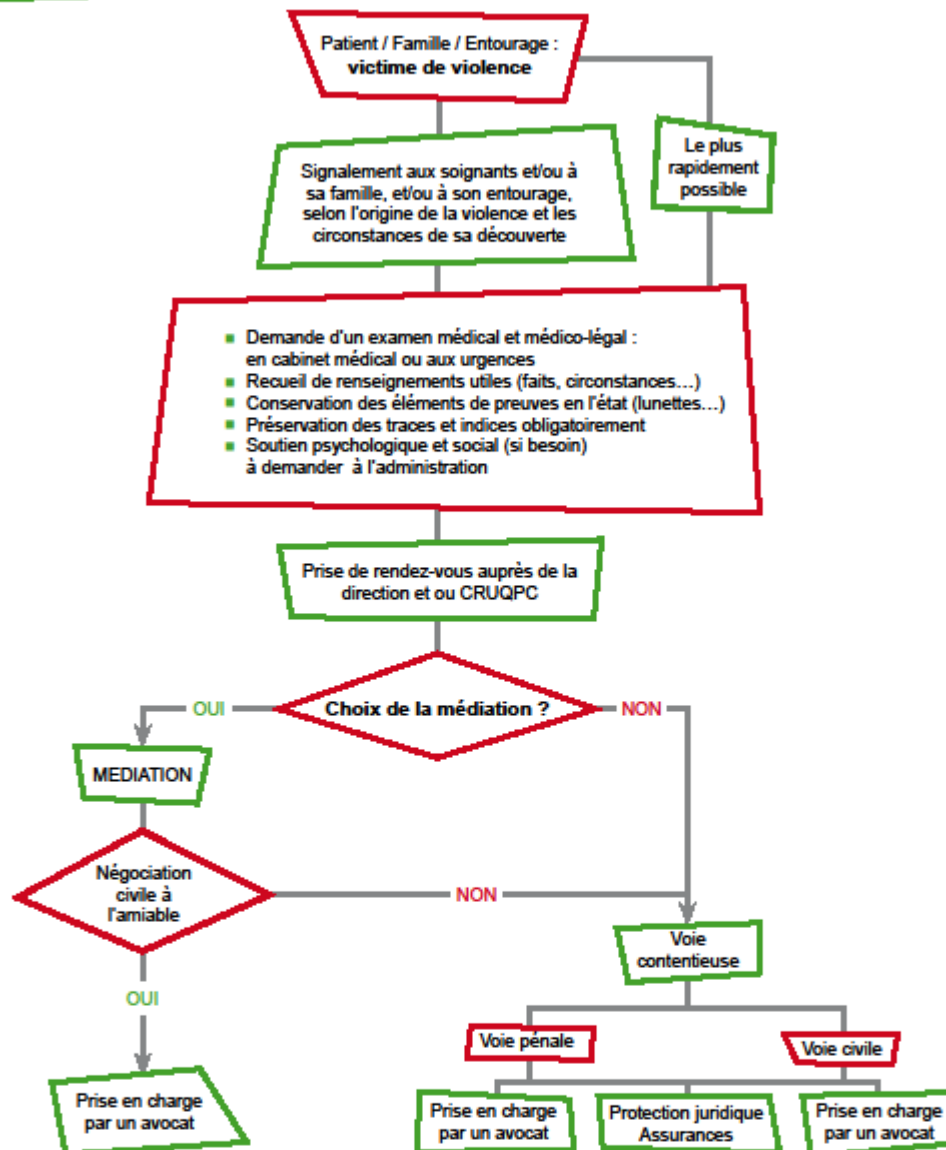 Patient / Famille / Entourage :
victime de violence
Le plus
rapidement
possible
Signalement aux soignants et/ou à
sa famille, et/ou à son entourage,
selon l'origine de la violence et les
circonstances de sa découverte
Demande d'un examen médical et médico-légal :
en cabinet médical ou aux urgences
Recueil de renseignements utiles (faits, circonstances...)
Conservation des éléments de preuves en l'état (lunettes...)
Préservation des traces et indices obligatoirement
Soutien psychologique et social (si besoin)
à demander à l'administration
Prise de rendez-vous auprès de la
direction et ou CRUQPC
Choix de la médiation ?
OUI
NON
MEDIATION
Négociation
civile à
l'amiable
NON
OUI
Voie
contentieuse
Voie pénale
Voie civile
Prise en charge
par un avocat
Prise en charge
par un avocat
Protection juridique
Assurances
Prise en charge
par un avocat